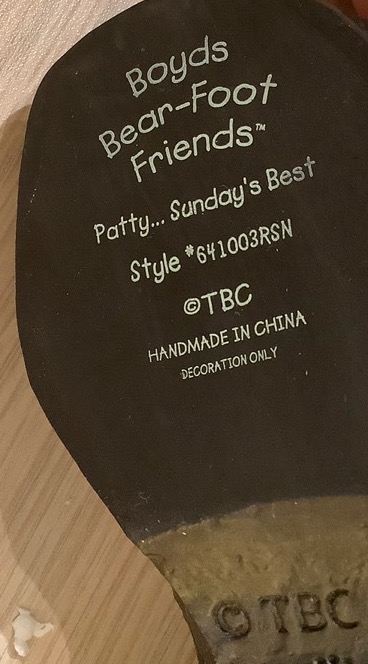 Boyds
Bear-Foot
Friends™
Patty... Sunday's Best
Style #641003RSN
©TBC
HANDMADE IN CHINA
DECORATION ONLY
©TBC